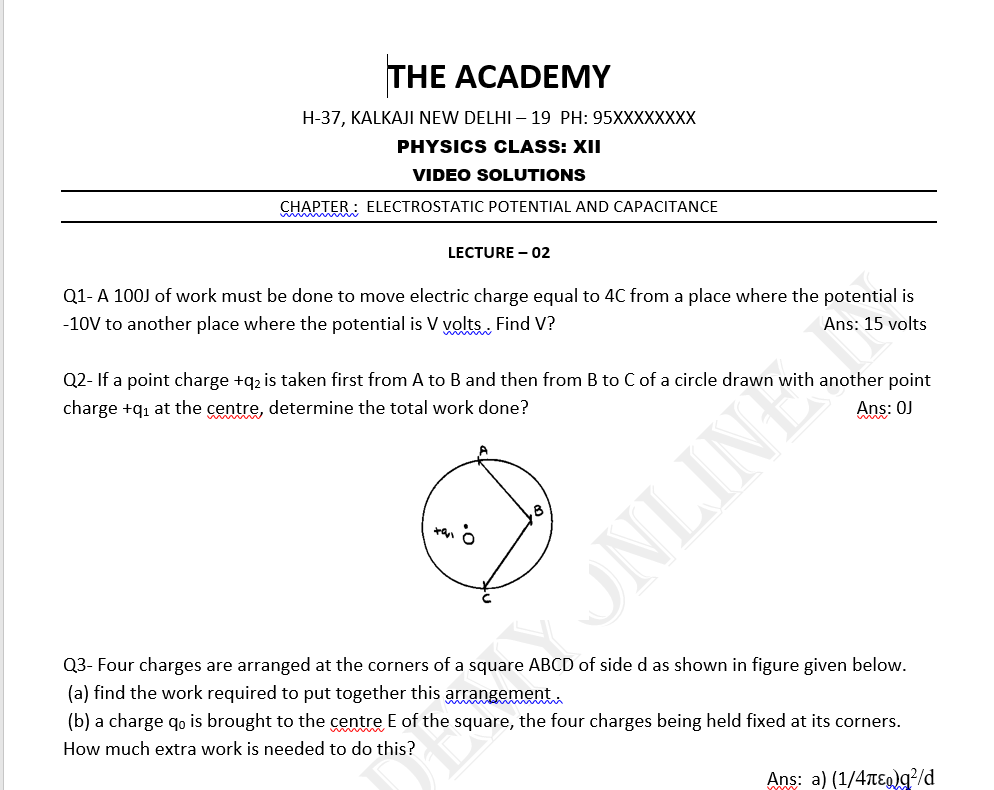 THE ACADEMY
H-37, KALKAJI NEW DELHI – 19 PH: 95XXXXXXXX
PHYSICS CLASS: XII
VIDEO SOLUTIONS
CHAPTER : ELECTROSTATIC POTENTIAL AND CAPACITANCE
LECTURE – 02
Q1- A 100J of work must be done to move electric charge equal to 4C from a place where the potential is
-10V to another place where the potential is V volts . Find V? Ans: 15 volts
Q2- If a point charge +q₂ is taken first from A to B and then from B to C of a circle drawn with another point
charge +q₁ at the centre, determine the total work done? Ans: 0J
A
B
+q₁ O
C
Q3- Four charges are arranged at the corners of a square ABCD of side d as shown in figure given below.
(a) find the work required to put together this arrangement .
(b) a charge q₀ is brought to the centre E of the square, the four charges being held fixed at its corners.
How much extra work is needed to do this?
Ans: a) (1/4πε₀)q²/d
DEMY ONLINE.IN